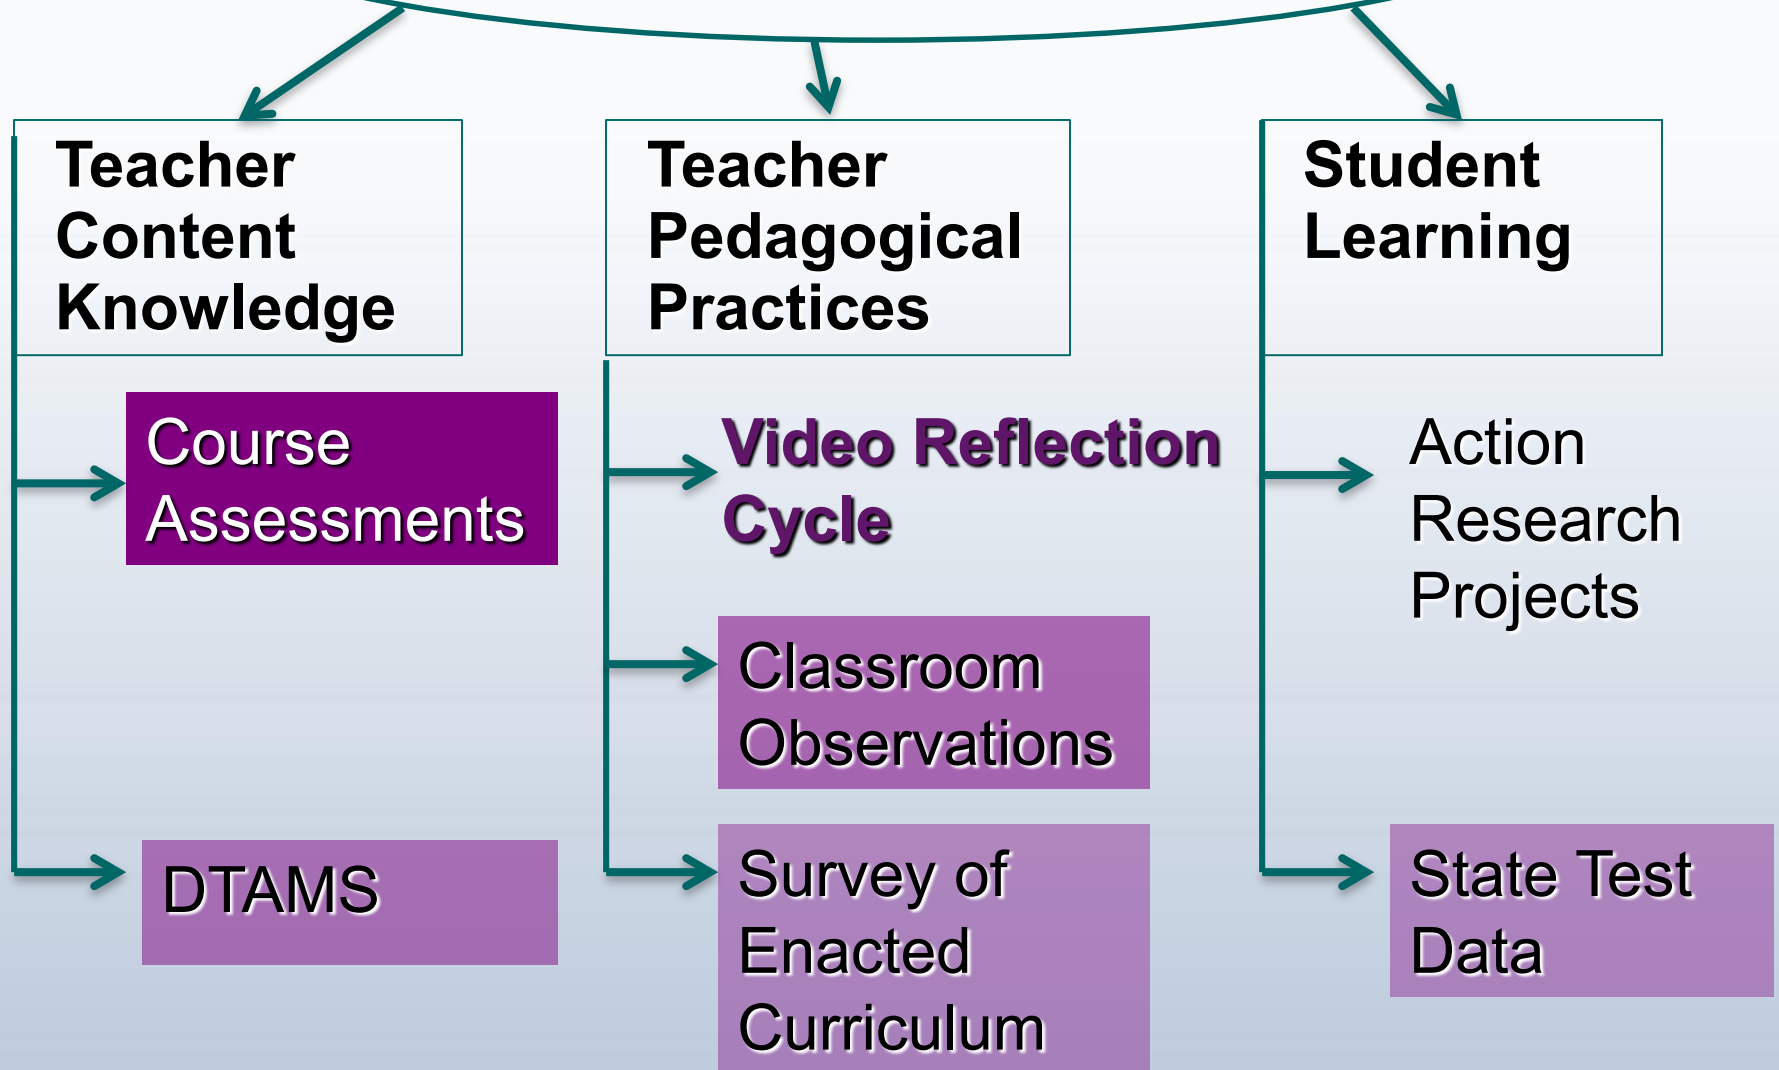 Teacher
Content
Knowledge
Course
Assessments
DTAMS
Teacher
Pedagogical
Practices
Video Reflection
Cycle
Classroom
Observations
Survey of
Enacted
Curriculum
Student
Learning
Action
Research
Projects
State Test
Data